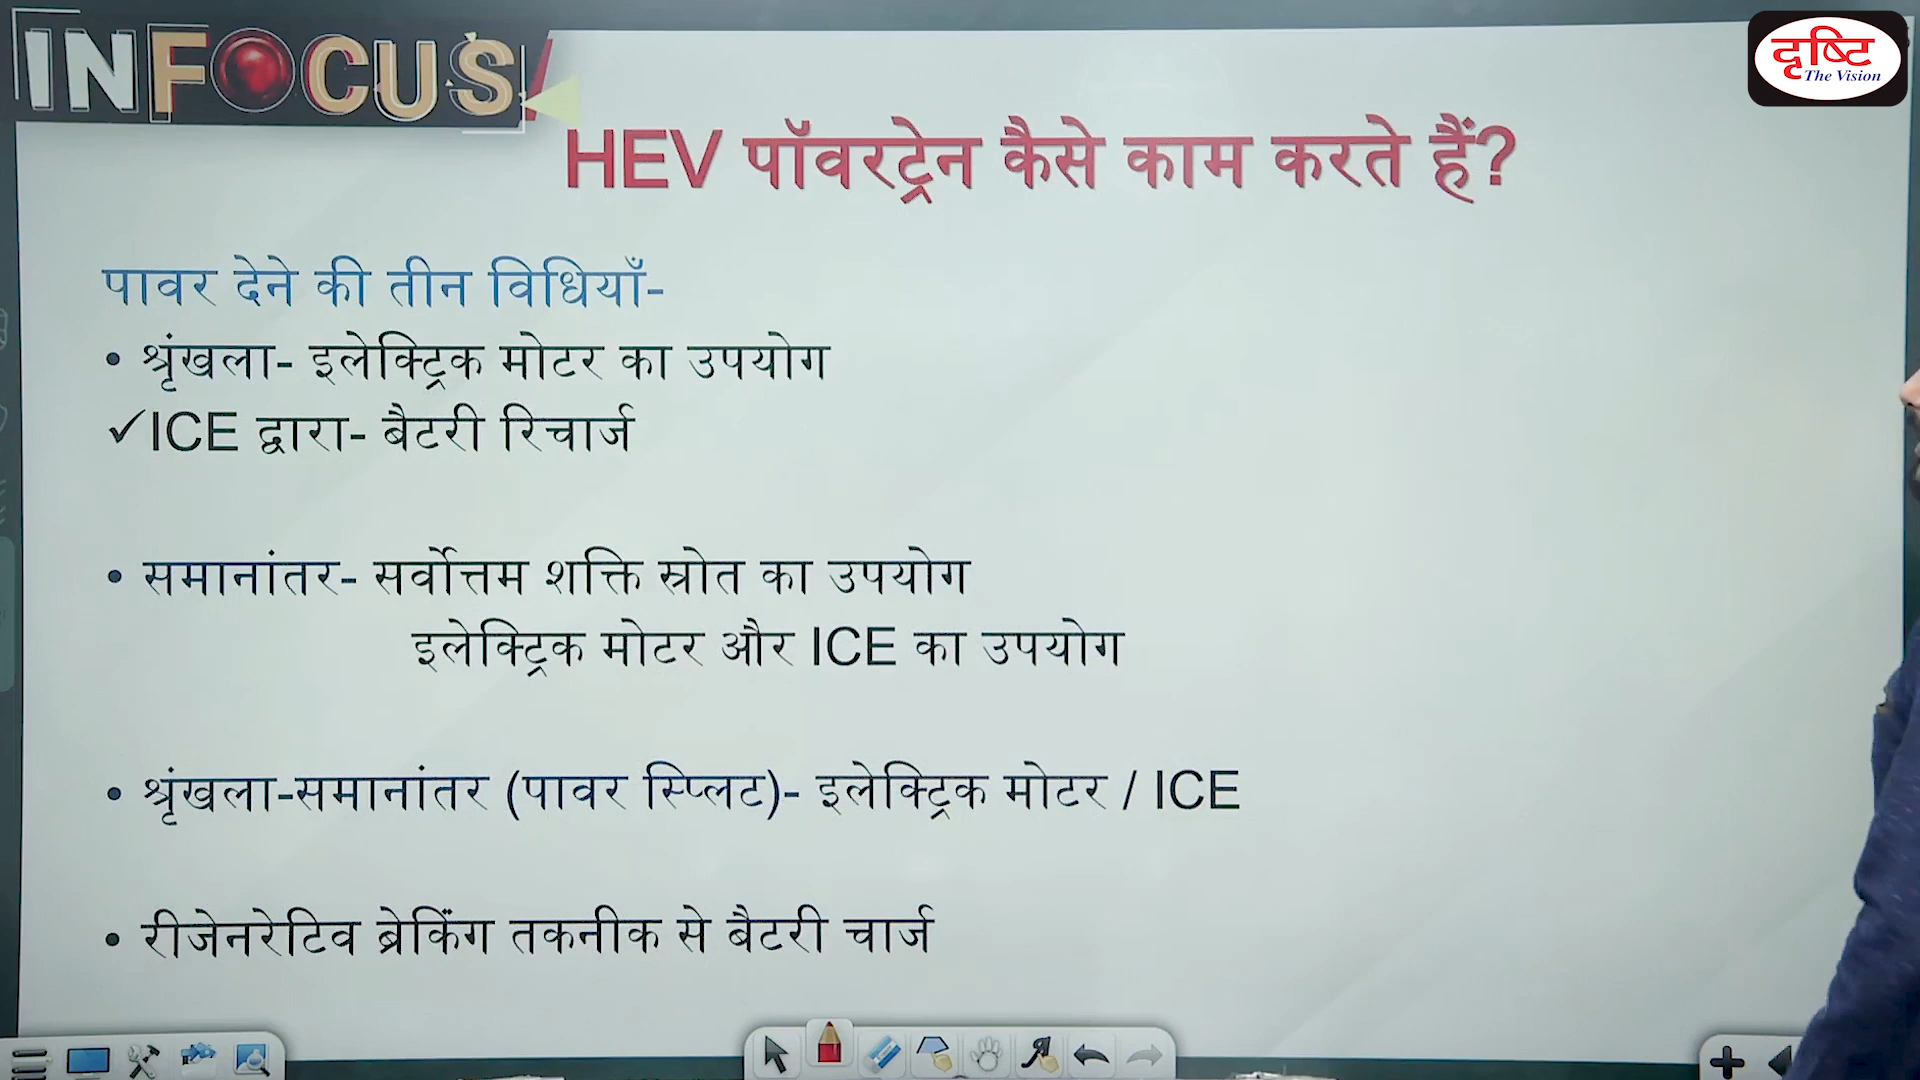 INFOCUS
दृष्टि
The Vision
HEV पॉवरट्रेन कैसे काम करते हैं?
पावर देने की तीन विधियाँ-
• श्रृंखला- इलेक्ट्रिक मोटर का उपयोग
✓ICE द्वारा- बैटरी रिचार्ज
• समानांतर- सर्वोत्तम शक्ति स्रोत का उपयोग
इलेक्ट्रिक मोटर और ICE का उपयोग
• श्रृंखला-समानांतर (पावर स्प्लिट)- इलेक्ट्रिक मोटर / ICE
• रीजेनरेटिव ब्रेकिंग तकनीक से बैटरी चार्ज